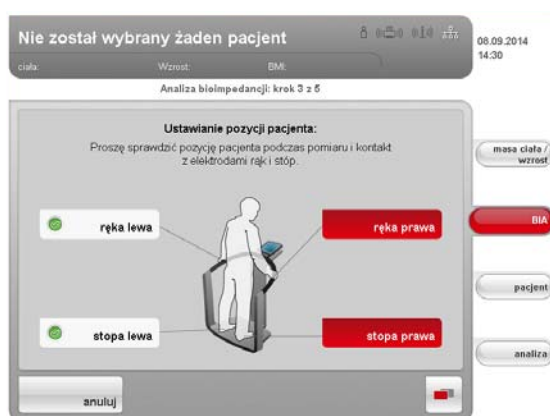 Nie został wybrany żaden pacjent
08.09.2014
14:30
ciała:
Wzrost:
BMI:
Analiza bioimpedancji: krok 3 z 5
Ustawianie pozycji pacjenta:
Proszę sprawdzić pozycję pacjenta podczas pomiaru i kontakt
z elektrodami rąk i stóp.
masa ciała /
wzrost
ręka lewa
ręka prawa
BIA
pacjent
stopa lewa
stopa prawa
analiza
anuluj